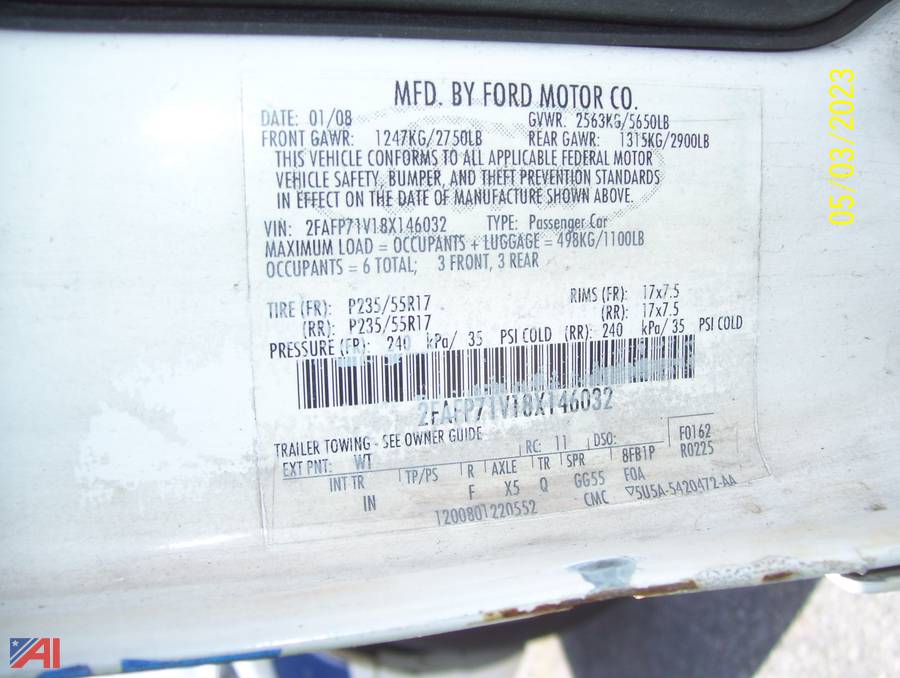 MFD. BY FORD MOTOR CO.
DATE: 01/08 GVWR: 2563KG/5650LB
FRONT GAWR: 1247KG/2750LB REAR GAWR: 1315KG/2900LB
THIS VEHICLE CONFORMS TO ALL APPLICABLE FEDERAL MOTOR
VEHICLE SAFETY, BUMPER, AND THEFT PREVENTION STANDARDS
IN EFFECT ON THE DATE OF MANUFACTURE SHOWN ABOVE.
VIN: 2FAFP71V18X146032 TYPE: Passenger Car
MAXIMUM LOAD = OCCUPANTS + LUGGAGE = 498KG/1100LB
OCCUPANTS = 6 TOTAL; 3 FRONT, 3 REAR
TIRE (FR): P235/55R17 RIMS (FR): 17x7.5
(RR): P235/55R17 (RR): 17x7.5
PRESSURE (FR): 240 kPa/ 35 PSI COLD (RR): 240 kPa/ 35 PSI COLD
2FAFP71V18X146032
TRAILER TOWING - SEE OWNER GUIDE
EXT PNT: WT RC: 11 DSO: F0162
INT TR TP/PS R AXLE TR SPR 8FB1P R0225
IN F X5 Q GG55 FOA
1200801220552 CMC ▽5U5A-5420472-AA
05/03/2023
AI